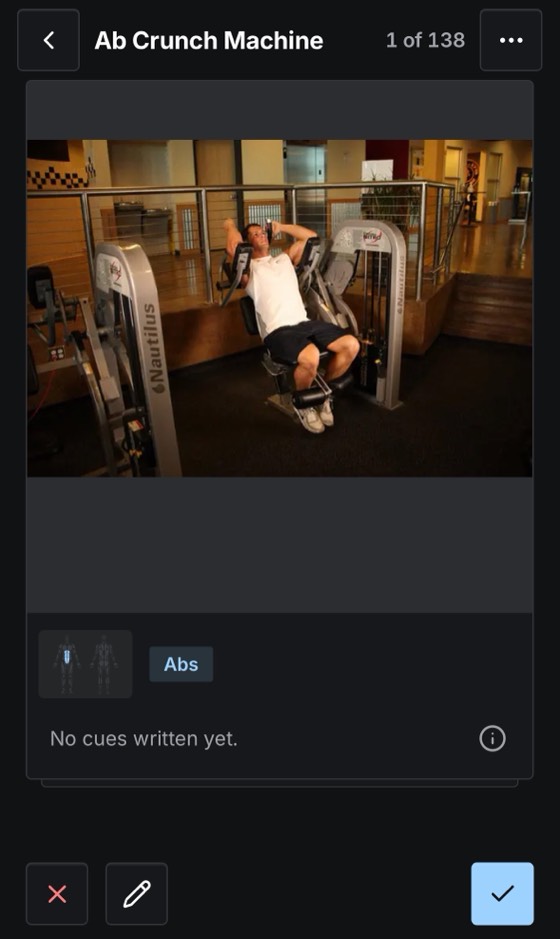 Ab Crunch Machine
1 of 138
Nautilus
Nautilus
Abs
No cues written yet.